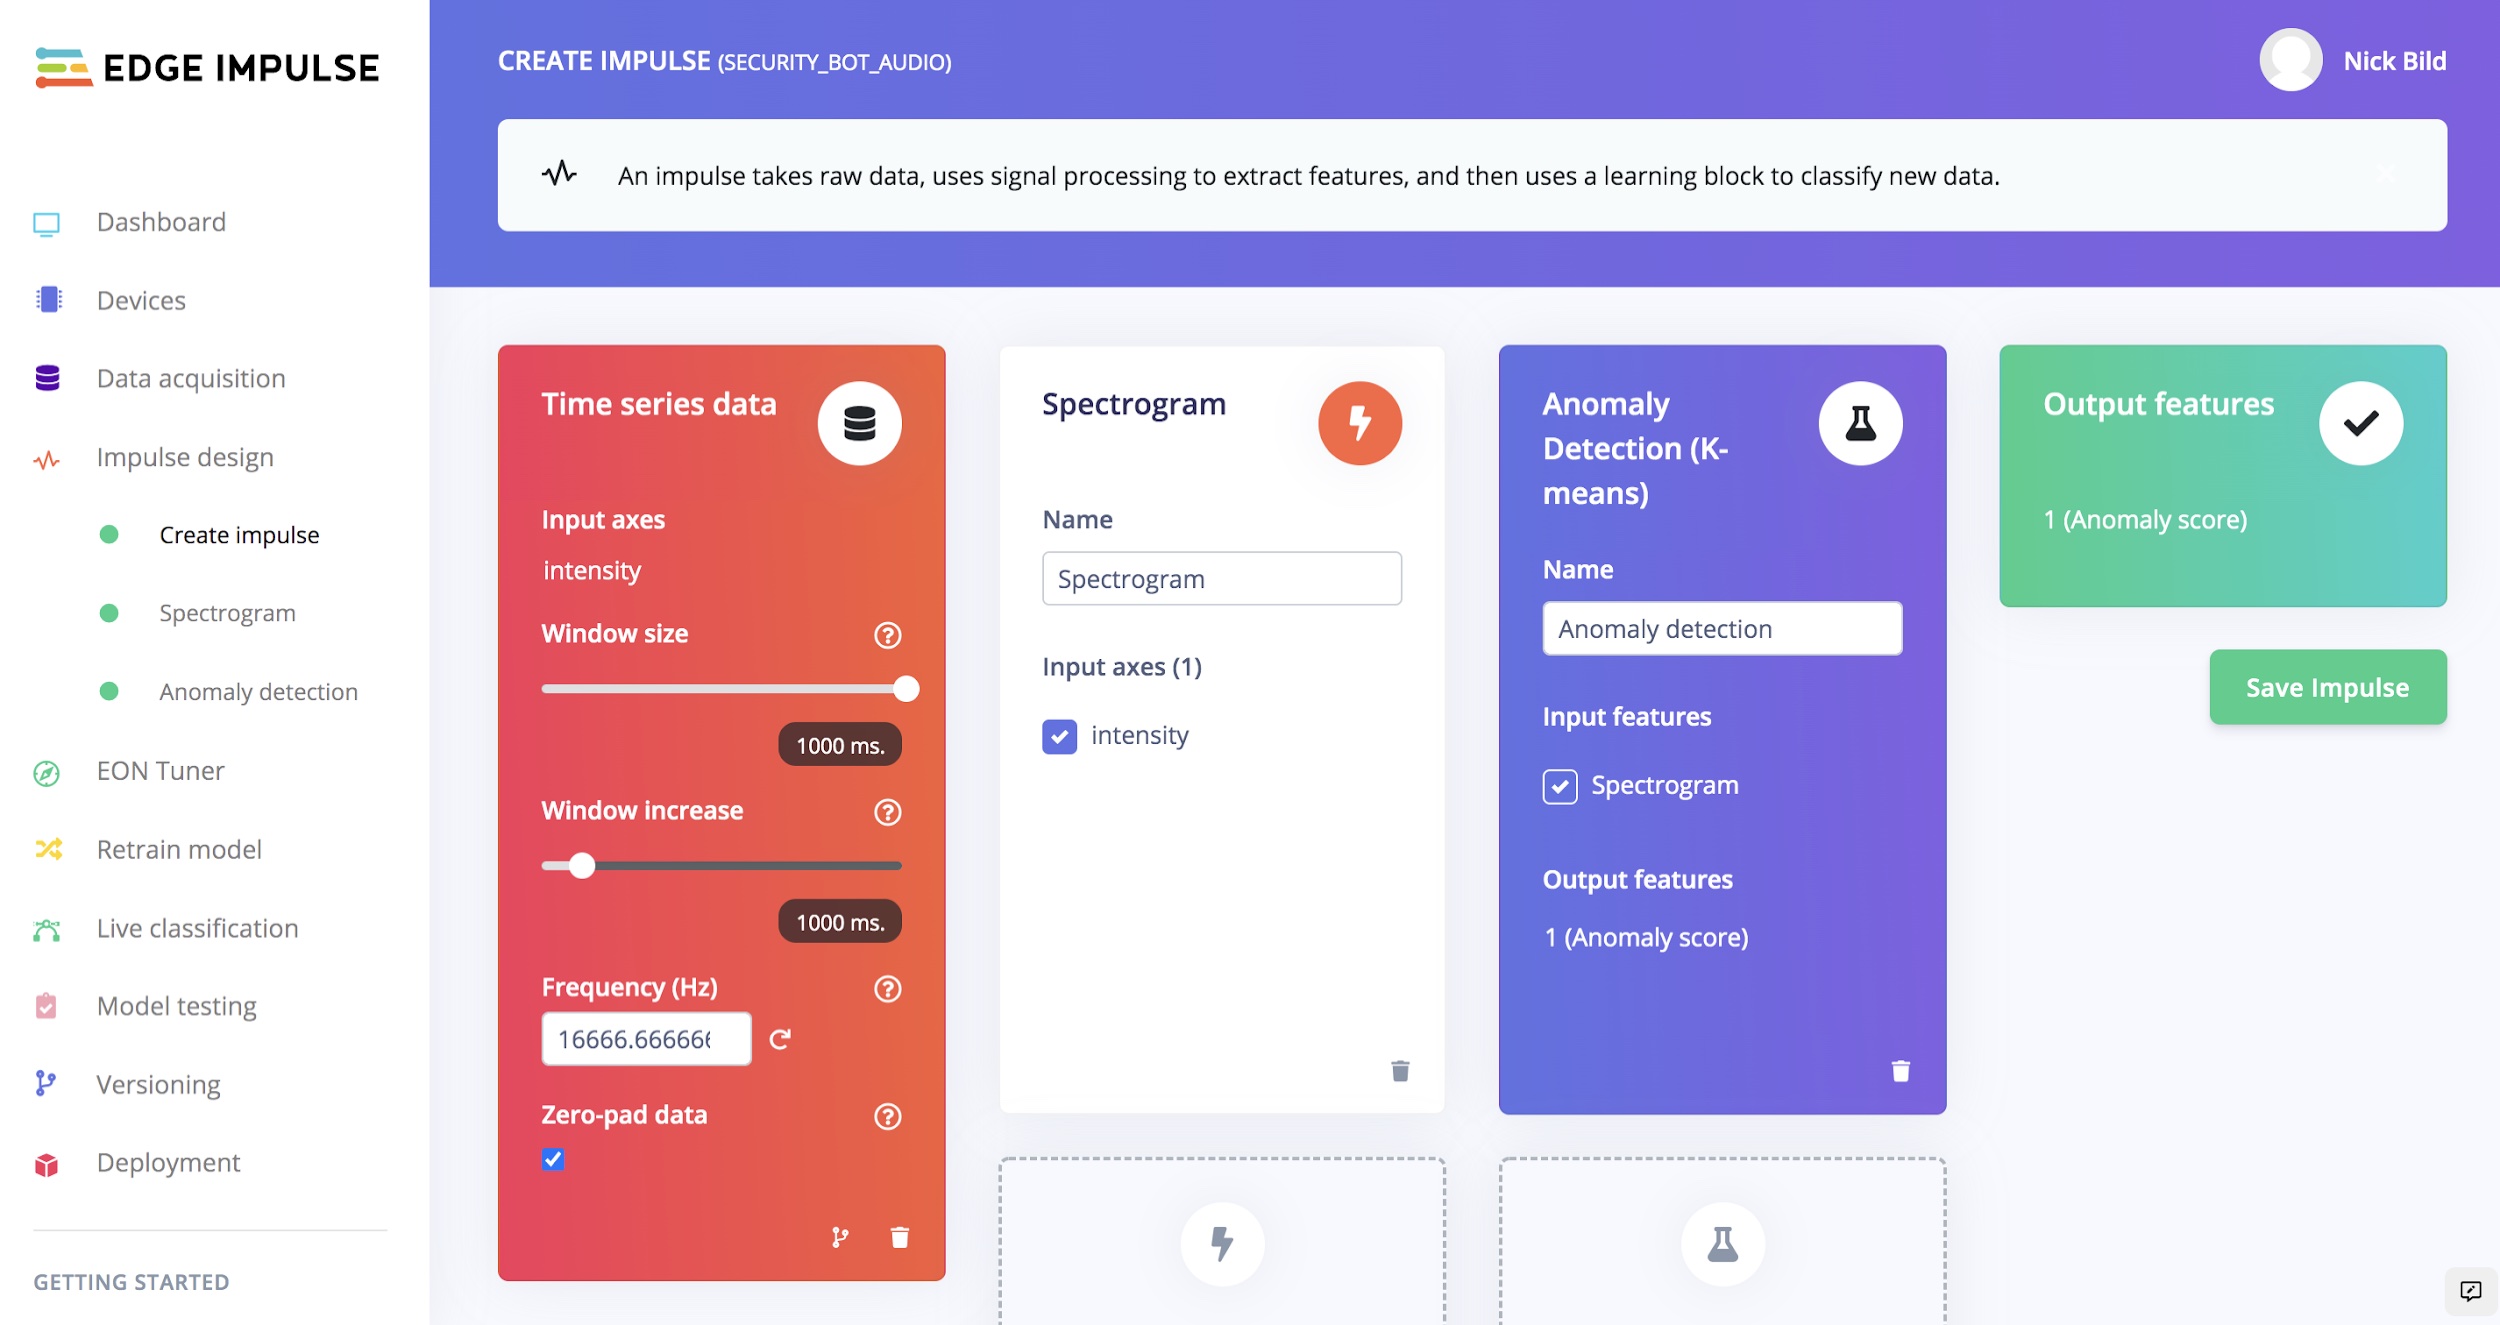 EDGE IMPULSE
Dashboard
Devices
Data acquisition
Impulse design
Create impulse
Spectrogram
Anomaly detection
EON Tuner
Retrain model
Live classification
Model testing
Versioning
Deployment
GETTING STARTED
CREATE IMPULSE (SECURITY_BOT_AUDIO)
Nick Bild
An impulse takes raw data, uses signal processing to extract features, and then uses a learning block to classify new data.
Time series data
Input axes
intensity
Window size
?
1000 ms.
Window increase
?
1000 ms.
Frequency (Hz)
?
16666.666666
Zero-pad data
?
Spectrogram
Name
Spectrogram
Input axes (1)
intensity
Anomaly
Detection (K-
means)
Name
Anomaly detection
Input features
Spectrogram
Output features
1 (Anomaly score)
Output features
1 (Anomaly score)
Save Impulse